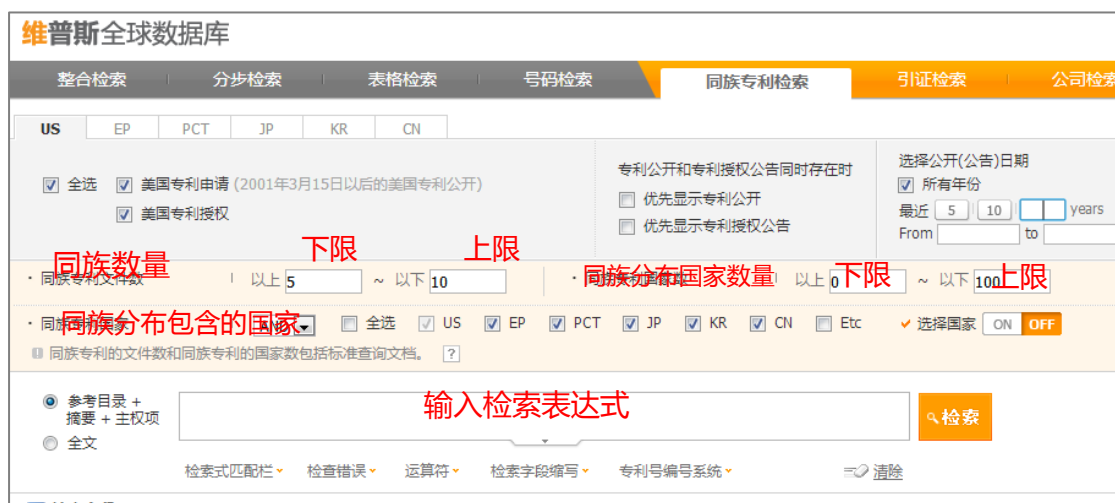 维普斯全球数据库
整合检索 分步检索 表格检索 号码检索 同族专利检索 引证检索 公司检索
US EP PCT JP KR CN
全选 美国专利申请 (2001年3月15日以后的美国专利公开)
美国专利授权
专利公开和专利授权公告同时存在时
优先显示专利公开
优先显示专利授权公告
选择公开(公告)日期
所有年份
最近 5 10 years
From to
同族数量 下限 上限
· 同族专利文件数 以上 5 ~ 以下 10
同族分布国家数量 下限 上限
· 同族专利国家数 以上 0 ~ 以下 100
同族分布包含的国家
· 同族专利国家 AND 全选 US EP PCT JP KR CN Etc 选择国家 ON OFF
同族专利的文件数和同族专利的国家数包括标准查询文档。 ?
参考目录 +
摘要 + 主权项
全文
输入检索表达式
检索
检索式匹配栏 检查错误 运算符 检索字段缩写 专利号编号系统 清除